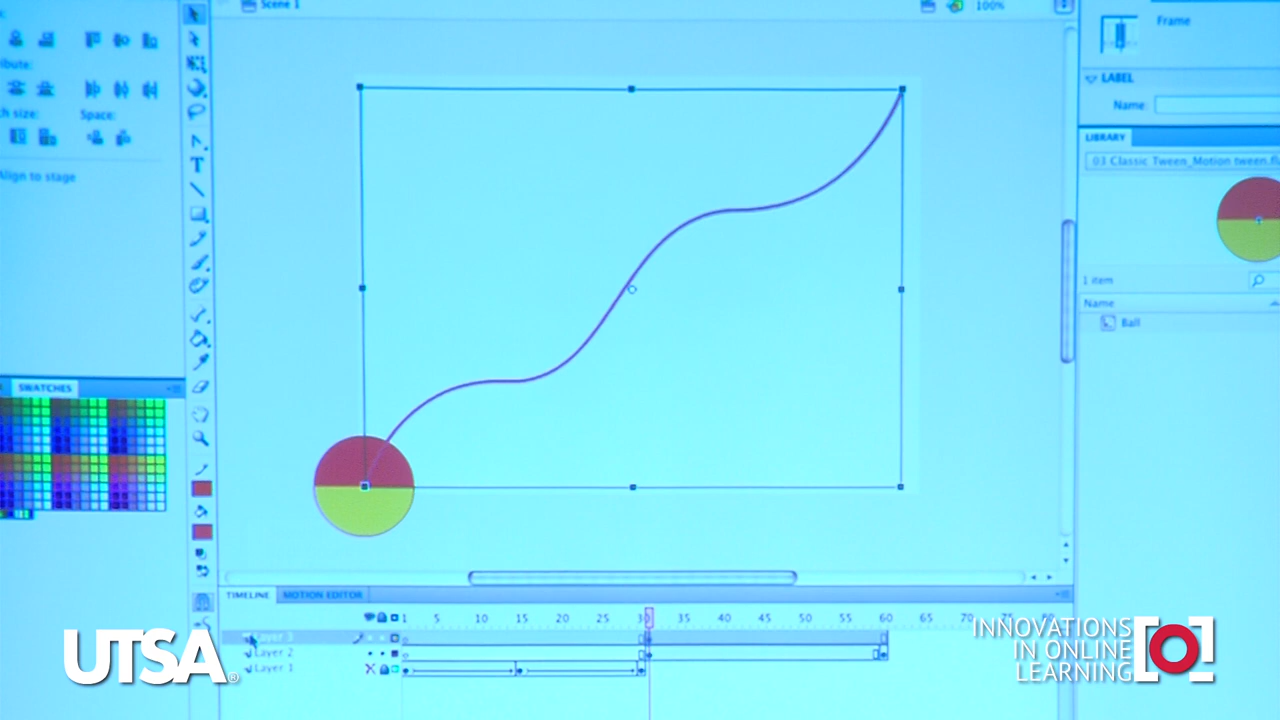 Scene 1
100%
Frame
LABEL
Name:
LIBRARY
03 Classic Tween_Motion tween.fl
1 item
Name
Ball
Space:
Align to stage
SWATCHES
TIMELINE
MOTION EDITOR
1 5 10 15 20 25 30 35 40 45 50 55 60 65 70 75 80
Layer 3
Layer 2
Layer 1
UTSA®
INNOVATIONS
IN ONLINE
LEARNING